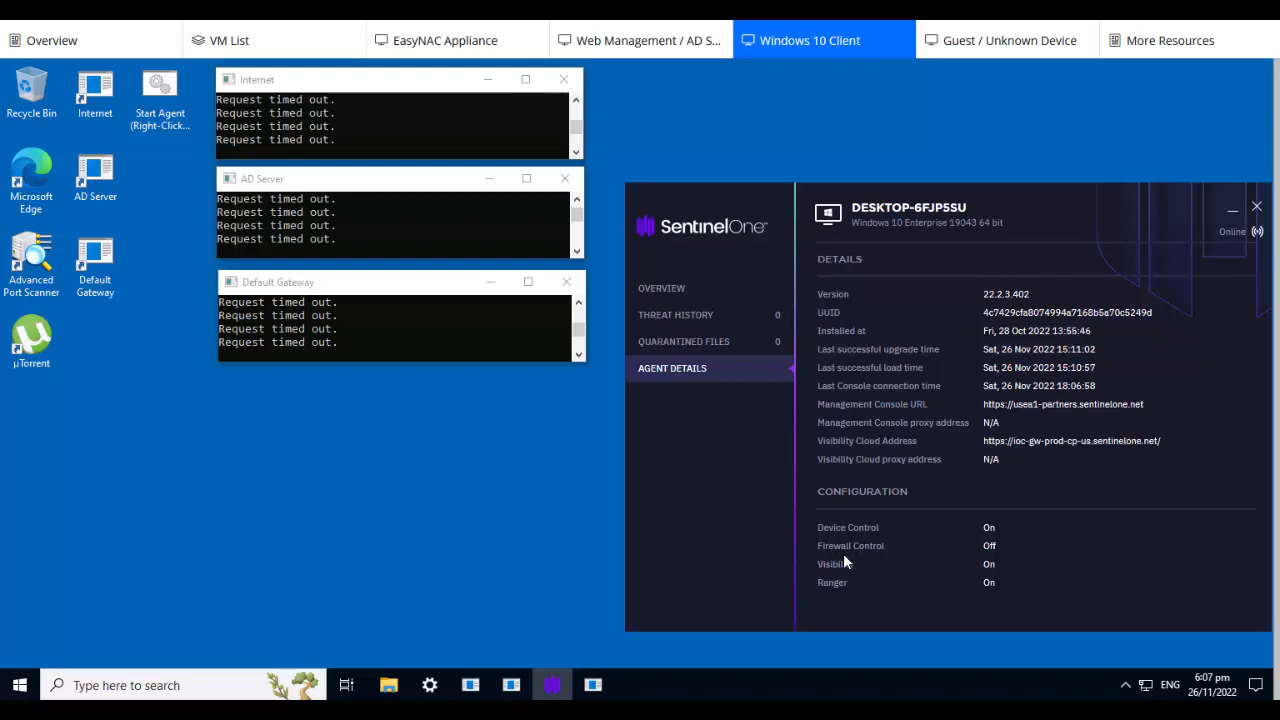 Overview
VM List
EasyNAC Appliance
Web Management / AD S...
Windows 10 Client
Guest / Unknown Device
More Resources
Recycle Bin
Internet
Start Agent
(Right-Click...
Microsoft
Edge
AD Server
Advanced
Port Scanner
Default
Gateway
µTorrent
Internet
Request timed out.
Request timed out.
Request timed out.
Request timed out.
AD Server
Request timed out.
Request timed out.
Request timed out.
Request timed out.
Default Gateway
Request timed out.
Request timed out.
Request timed out.
Request timed out.
SentinelOne™
OVERVIEW
THREAT HISTORY 0
QUARANTINED FILES 0
AGENT DETAILS
DESKTOP-6FJP5SU
Windows 10 Enterprise 19043 64 bit
Online
DETAILS
Version 22.2.3.402
UUID 4c7429cfa8074994a7168b5a70c5249d
Installed at Fri, 28 Oct 2022 13:55:46
Last successful upgrade time Sat, 26 Nov 2022 15:11:02
Last successful load time Sat, 26 Nov 2022 15:10:57
Last Console connection time Sat, 26 Nov 2022 18:06:58
Management Console URL https://usea1-partners.sentinelone.net
Management Console proxy address N/A
Visibility Cloud Address https://ioc-gw-prod-cp-us.sentinelone.net/
Visibility Cloud proxy address N/A
CONFIGURATION
Device Control On
Firewall Control Off
Visibility On
Ranger On
Type here to search
ENG
6:07 pm
26/11/2022